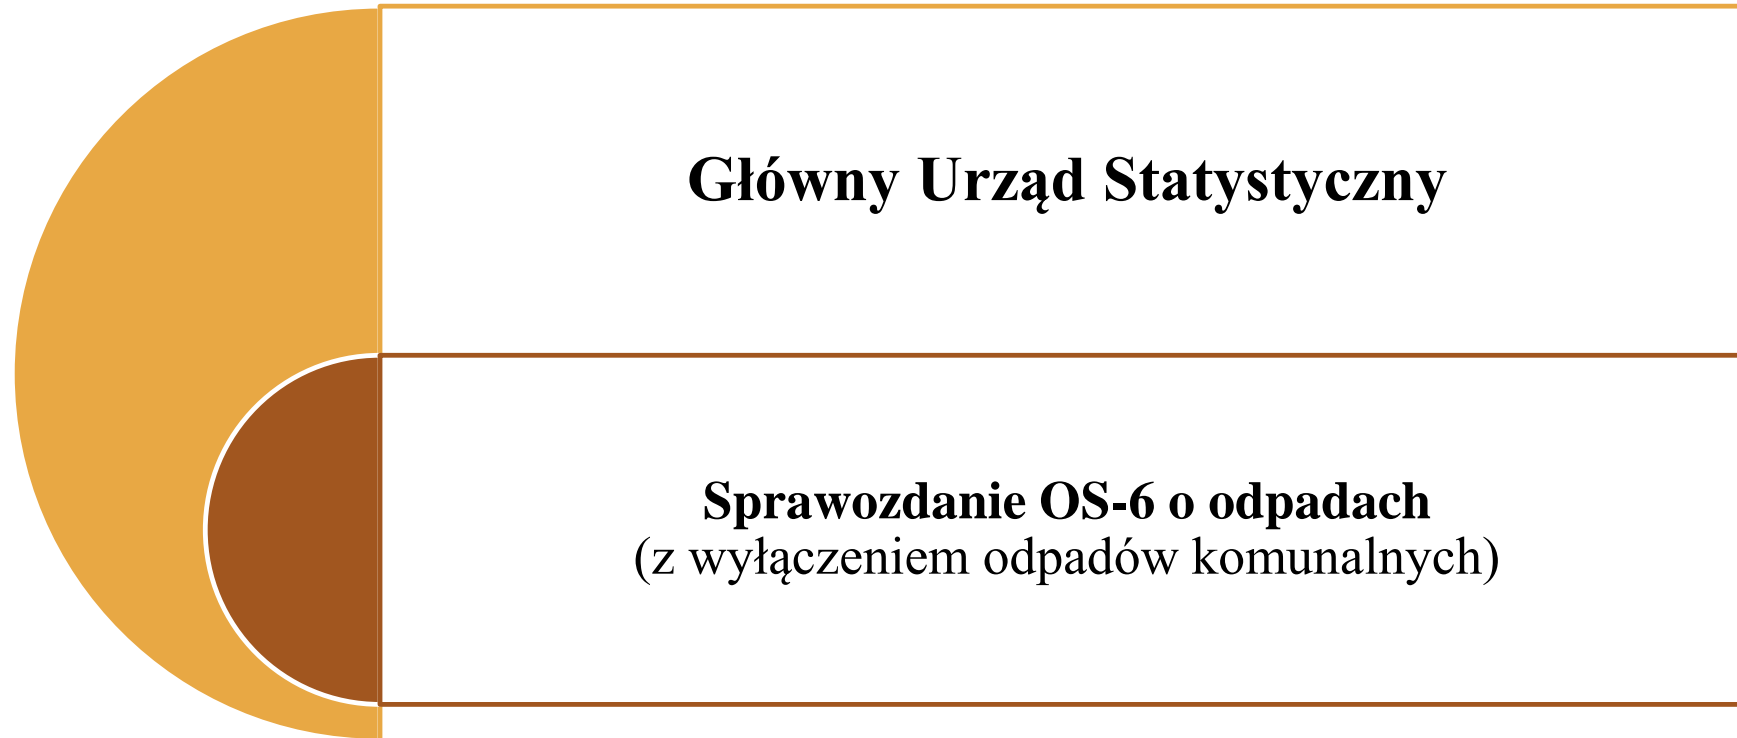 Główny Urząd Statystyczny
Sprawozdanie OS-6 o odpadach
(z wyłączeniem odpadów komunalnych)